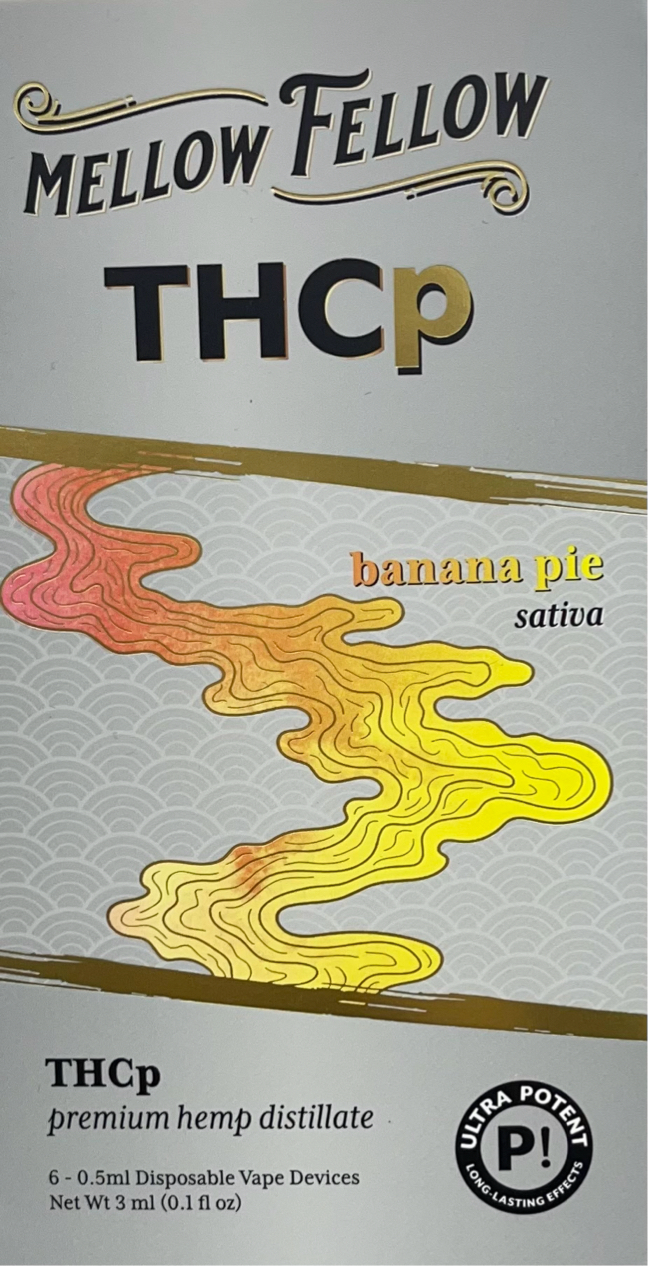 Mellow Fellow
THCp
banana pie
sativa
THCp
premium hemp distillate
6 - 0.5ml Disposable Vape Devices
Net Wt 3 ml (0.1 fl oz)
ULTRA POTENT
P!
LONG-LASTING EFFECTS